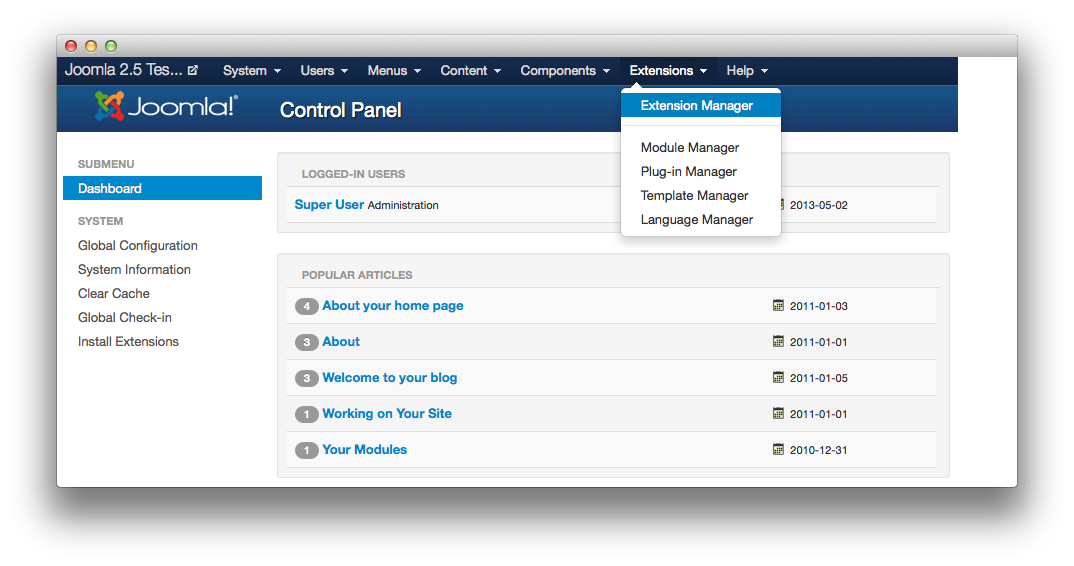 Joomla 2.5 Tes... System Users Menus Content Components Extensions Help
Joomla!® Control Panel
Extension Manager
Module Manager
Plug-in Manager
Template Manager
Language Manager
SUBMENU
Dashboard
SYSTEM
Global Configuration
System Information
Clear Cache
Global Check-in
Install Extensions
LOGGED-IN USERS
Super User Administration 2013-05-02
POPULAR ARTICLES
4 About your home page 2011-01-03
3 About 2011-01-01
3 Welcome to your blog 2011-01-05
1 Working on Your Site 2011-01-01
1 Your Modules 2010-12-31